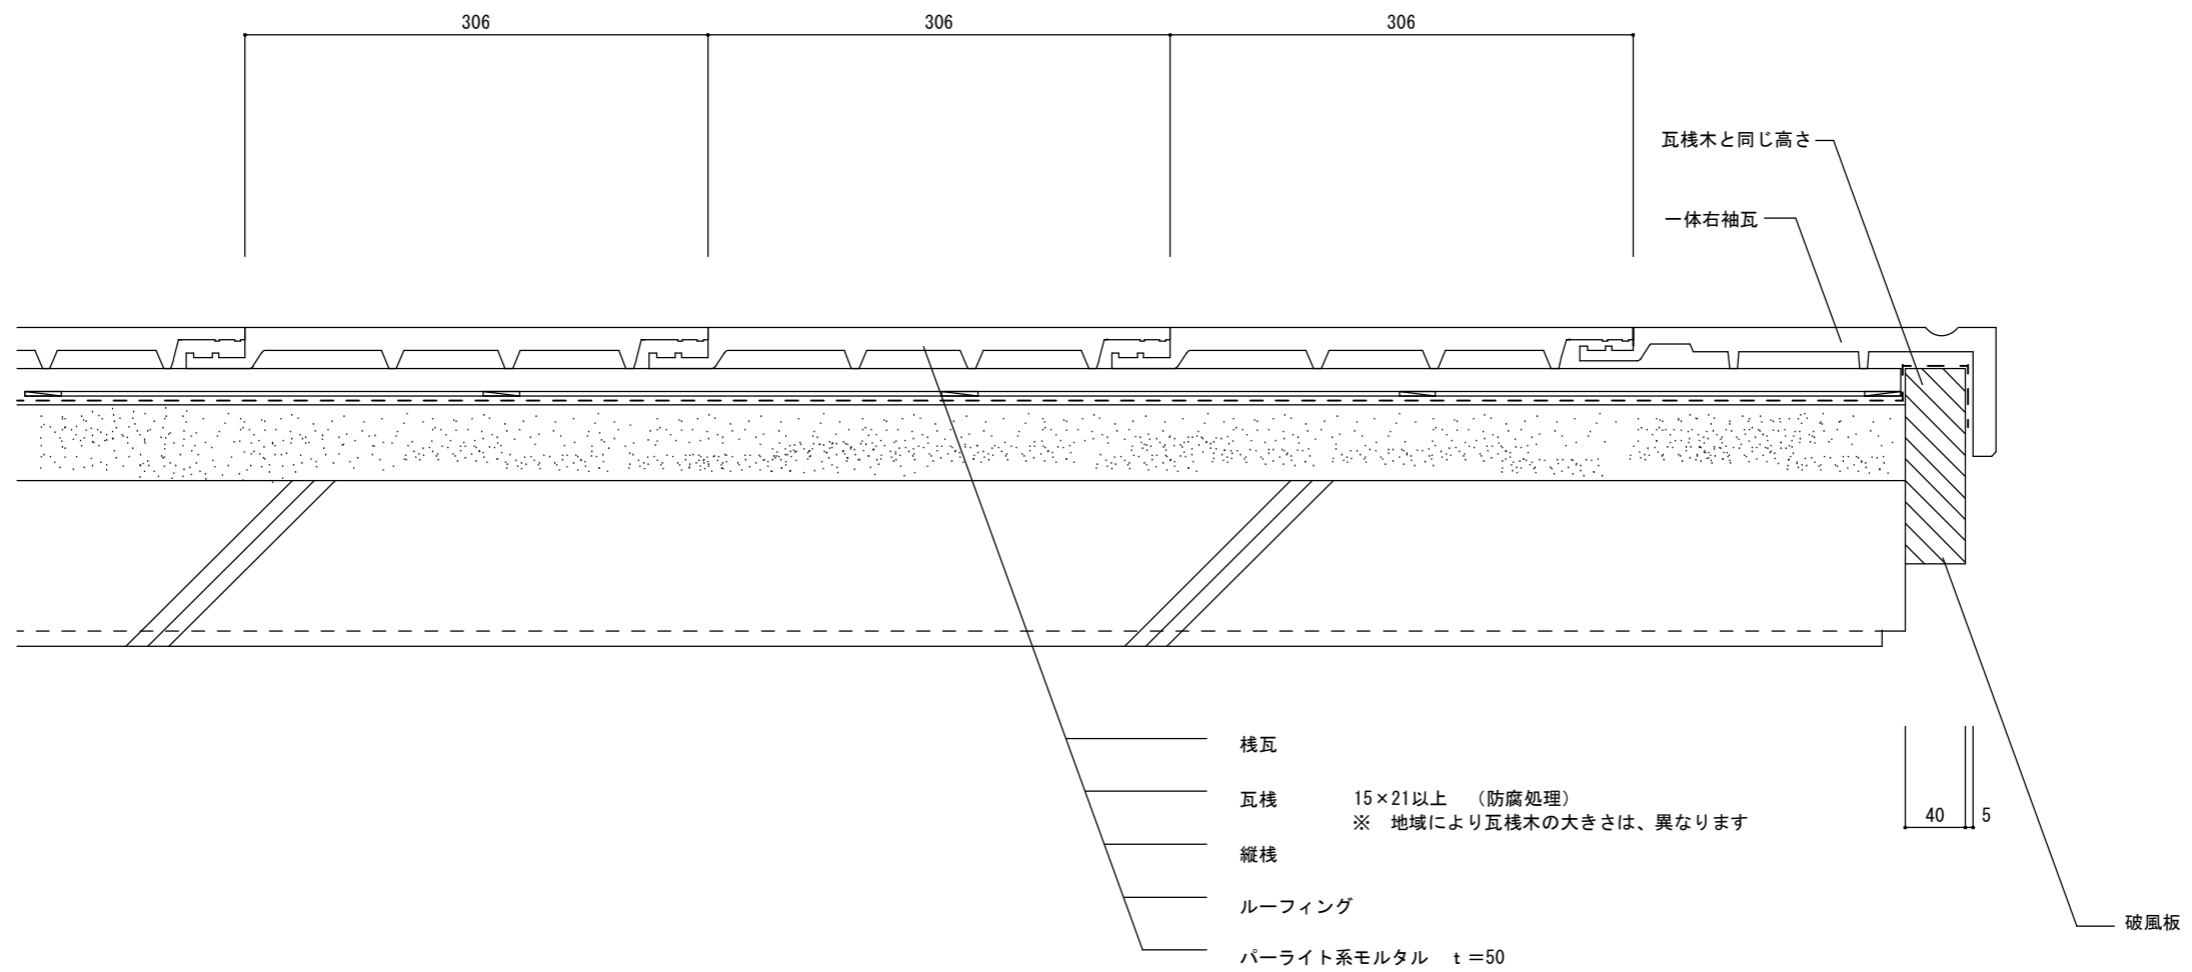 306
306
306
瓦桟木と同じ高さ
一体右袖瓦
桟瓦
瓦桟 15×21以上 （防腐処理）
※ 地域により瓦桟木の大きさは、異なります
40
5
縦桟
ルーフィング
破風板
パーライト系モルタル ｔ＝50